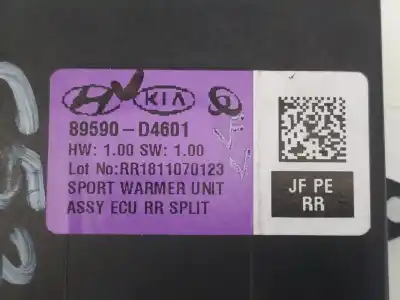 KIA
89590-D4601
HW: 1.00 SW: 1.00
Lot No:RR1811070123
SPORT WARMER UNIT
ASSY ECU RR SPLIT
JF PE
RR